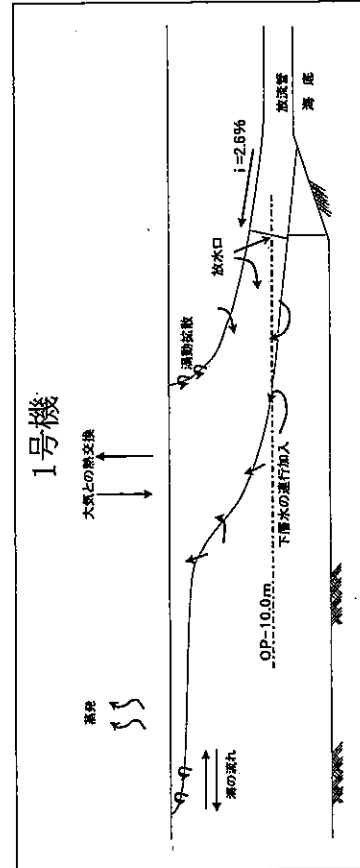 1号機
大気との熱交換
蒸発
渦動拡散
i=2.6%
放流管
海底
放水口
OP-10.0m
下層水の連行加入
潮の流れ